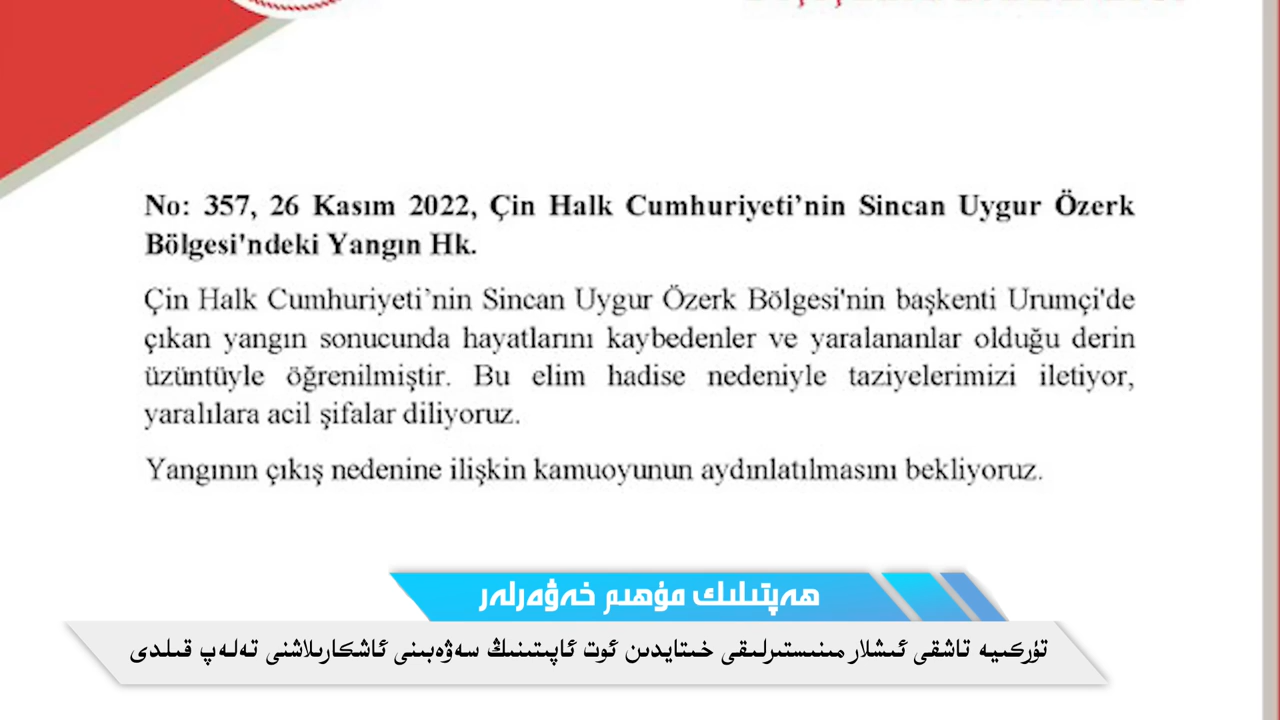 No: 357, 26 Kasım 2022, Çin Halk Cumhuriyeti’nin Sincan Uygur Özerk
Bölgesi'ndeki Yangın Hk.
Çin Halk Cumhuriyeti’nin Sincan Uygur Özerk Bölgesi'nin başkenti Urumçi'de
çıkan yangın sonucunda hayatlarını kaybedenler ve yaralananlar olduğu derin
üzüntüyle öğrenilmiştir. Bu elim hadise nedeniyle taziyelerimizi iletiyor,
yaralılara acil şifalar diliyoruz.
Yangının çıkış nedenine ilişkin kamuoyunun aydınlatılmasını bekliyoruz.
ھەپتىلىك مۇھىم خەۋەرلەر
تۈركىيە تاشقى ئىشلار مىنىستىرلىقى خىتايدىن ئوت ئاپىتىنىڭ سەۋەبىنى ئاشكارىلاشنى تەلەپ قىلدى